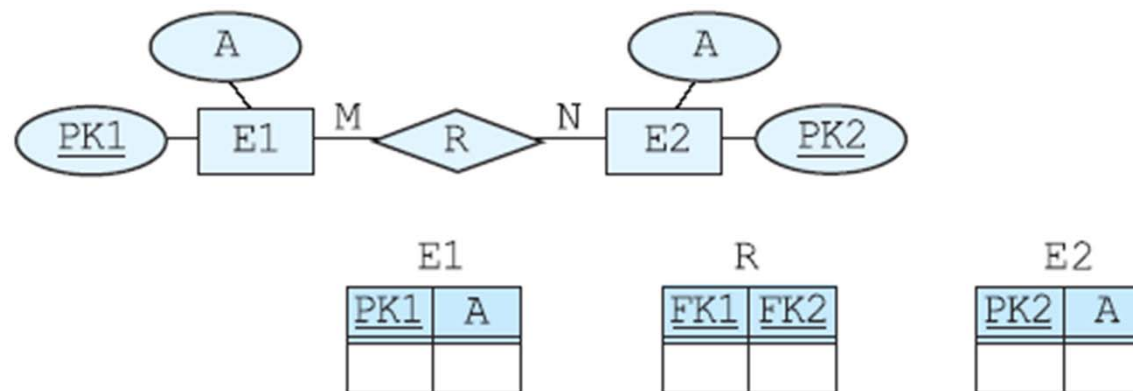 A A
PK1 E1 M R N E2 PK2
E1 R E2
PK1 A FK1 FK2 PK2 A